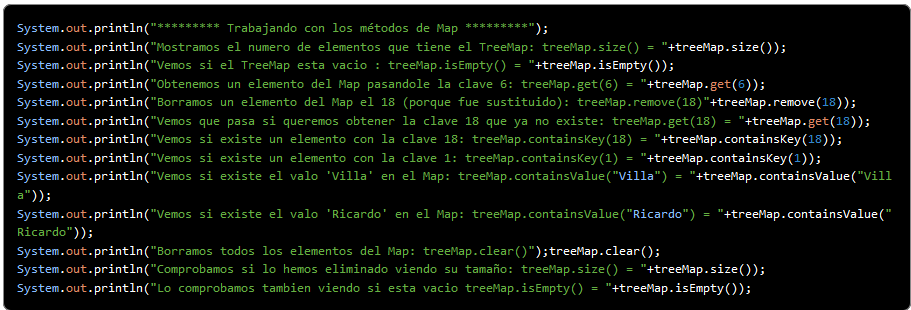 System.out.println("********* Trabajando con los métodos de Map *********");
System.out.println("Mostramos el numero de elementos que tiene el TreeMap: treeMap.size() = "+treeMap.size());
System.out.println("Vemos si el TreeMap esta vacio : treeMap.isEmpty() = "+treeMap.isEmpty());
System.out.println("Obtenemos un elemento del Map pasandole la clave 6: treeMap.get(6) = "+treeMap.get(6));
System.out.println("Borramos un elemento del Map el 18 (porque fue sustituido): treeMap.remove(18)"+treeMap.remove(18));
System.out.println("Vemos que pasa si queremos obtener la clave 18 que ya no existe: treeMap.get(18) = "+treeMap.get(18));
System.out.println("Vemos si existe un elemento con la clave 18: treeMap.containsKey(18) = "+treeMap.containsKey(18));
System.out.println("Vemos si existe un elemento con la clave 1: treeMap.containsKey(1) = "+treeMap.containsKey(1));
System.out.println("Vemos si existe el valo 'Villa' en el Map: treeMap.containsValue("Villa") = "+treeMap.containsValue("Vill
a"));
System.out.println("Vemos si existe el valo 'Ricardo' en el Map: treeMap.containsValue("Ricardo") = "+treeMap.containsValue("
Ricardo"));
System.out.println("Borramos todos los elementos del Map: treeMap.clear()");treeMap.clear();
System.out.println("Comprobamos si lo hemos eliminado viendo su tamaño: treeMap.size() = "+treeMap.size());
System.out.println("Lo comprobamos tambien viendo si esta vacio treeMap.isEmpty() = "+treeMap.isEmpty());